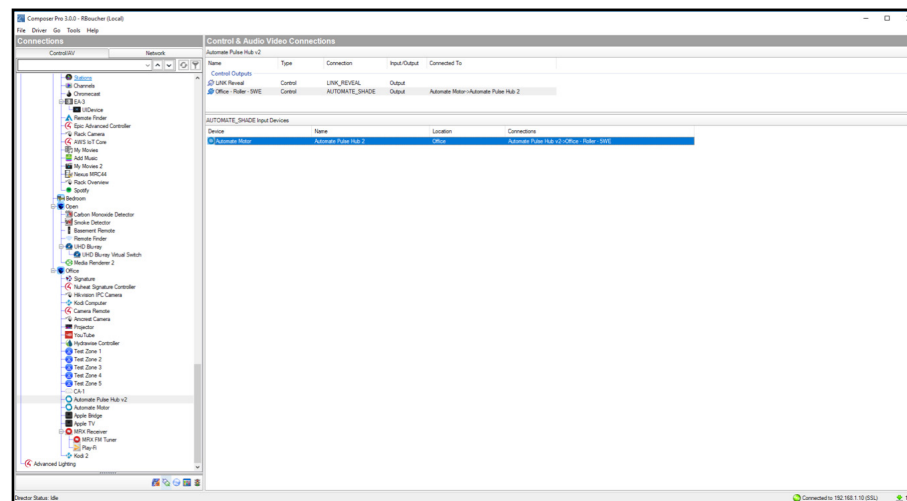 Composer Pro 3.0.0 - RBoucher (Local)
File Driver Go Tools Help
Connections
Control/AV Network
Stations
Channels
Chromecast
EA-3
UIDevice
Remote Finder
Epic Advanced Controller
Rack Camera
AWS IoT Core
My Movies
Add Music
My Movies 2
Nexus MRC44
Rack Overview
Spotify
Bedroom
Open
Carbon Monoxide Detector
Smoke Detector
Basement Remote
Remote Finder
UHD Blu-ray
UHD Blu-ray Virtual Switch
Media Renderer 2
Office
Signature
Nuheat Signature Controller
Hikvision IPC Camera
Kodi Computer
Camera Remote
Amcrest Camera
Projector
YouTube
Hydrawise Controller
Test Zone 1
Test Zone 2
Test Zone 3
Test Zone 4
Test Zone 5
CA-1
Automate Pulse Hub v2
Automate Motor
Apple Bridge
Apple TV
MRX Receiver
MRX FM Tuner
Play-Fi
Kodi 2
Advanced Lighting
Control & Audio Video Connections
Automate Pulse Hub v2
Name Type Connection Input/Output Connected To
Control Outputs
LINK Reveal Control LINK_REVEAL Output
Office - Roller - SWE Control AUTOMATE_SHADE Output Automate Motor->Automate Pulse Hub 2
AUTOMATE_SHADE Input Devices
Device Name Location Connections
Automate Motor Automate Pulse Hub 2 Office Automate Pulse Hub v2->Office - Roller - SWE
Director Status: Idle
Connected to 192.168.1.10 (SSL)